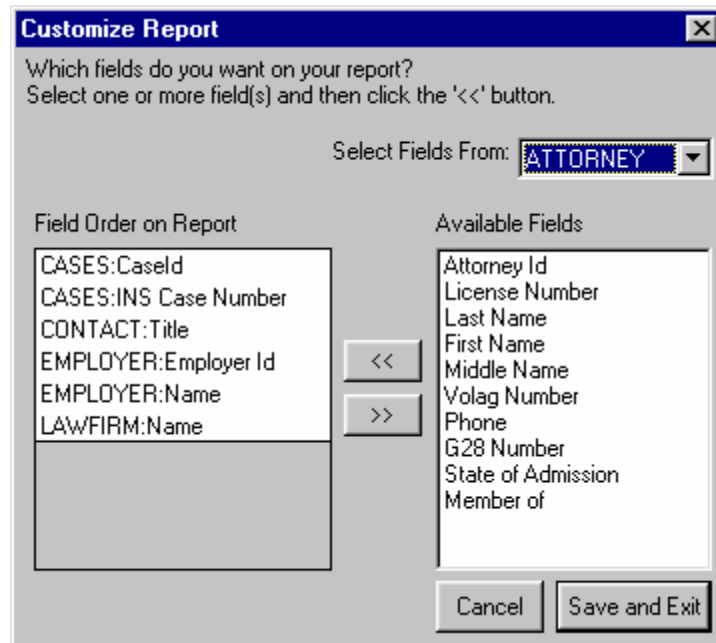 Customize Report
Which fields do you want on your report?
Select one or more field(s) and then click the '<<' button.
Select Fields From: ATTORNEY
Field Order on Report
CASES:CaseId
CASES:INS Case Number
CONTACT:Title
EMPLOYER:Employer Id
EMPLOYER:Name
LAWFIRM:Name
<<
>>
Available Fields
Attorney Id
License Number
Last Name
First Name
Middle Name
Volag Number
Phone
G28 Number
State of Admission
Member of
Cancel
Save and Exit